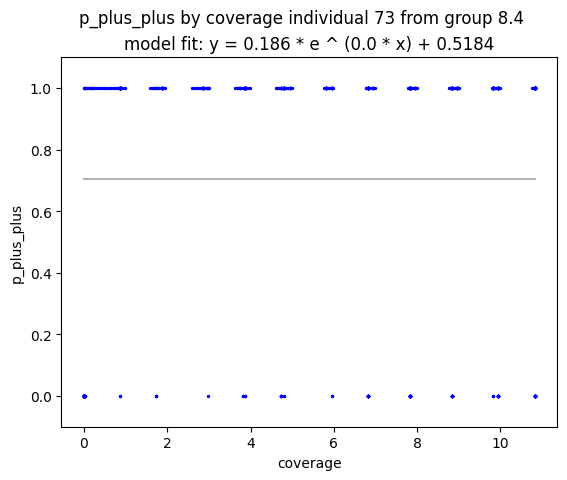 p_plus_plus by coverage individual 73 from group 8.4
model fit: y = 0.186 * e ^ (0.0 * x) + 0.5184
1.0
0.8
0.6
0.4
0.2
0.0
p_plus_plus
0 2 4 6 8 10
coverage